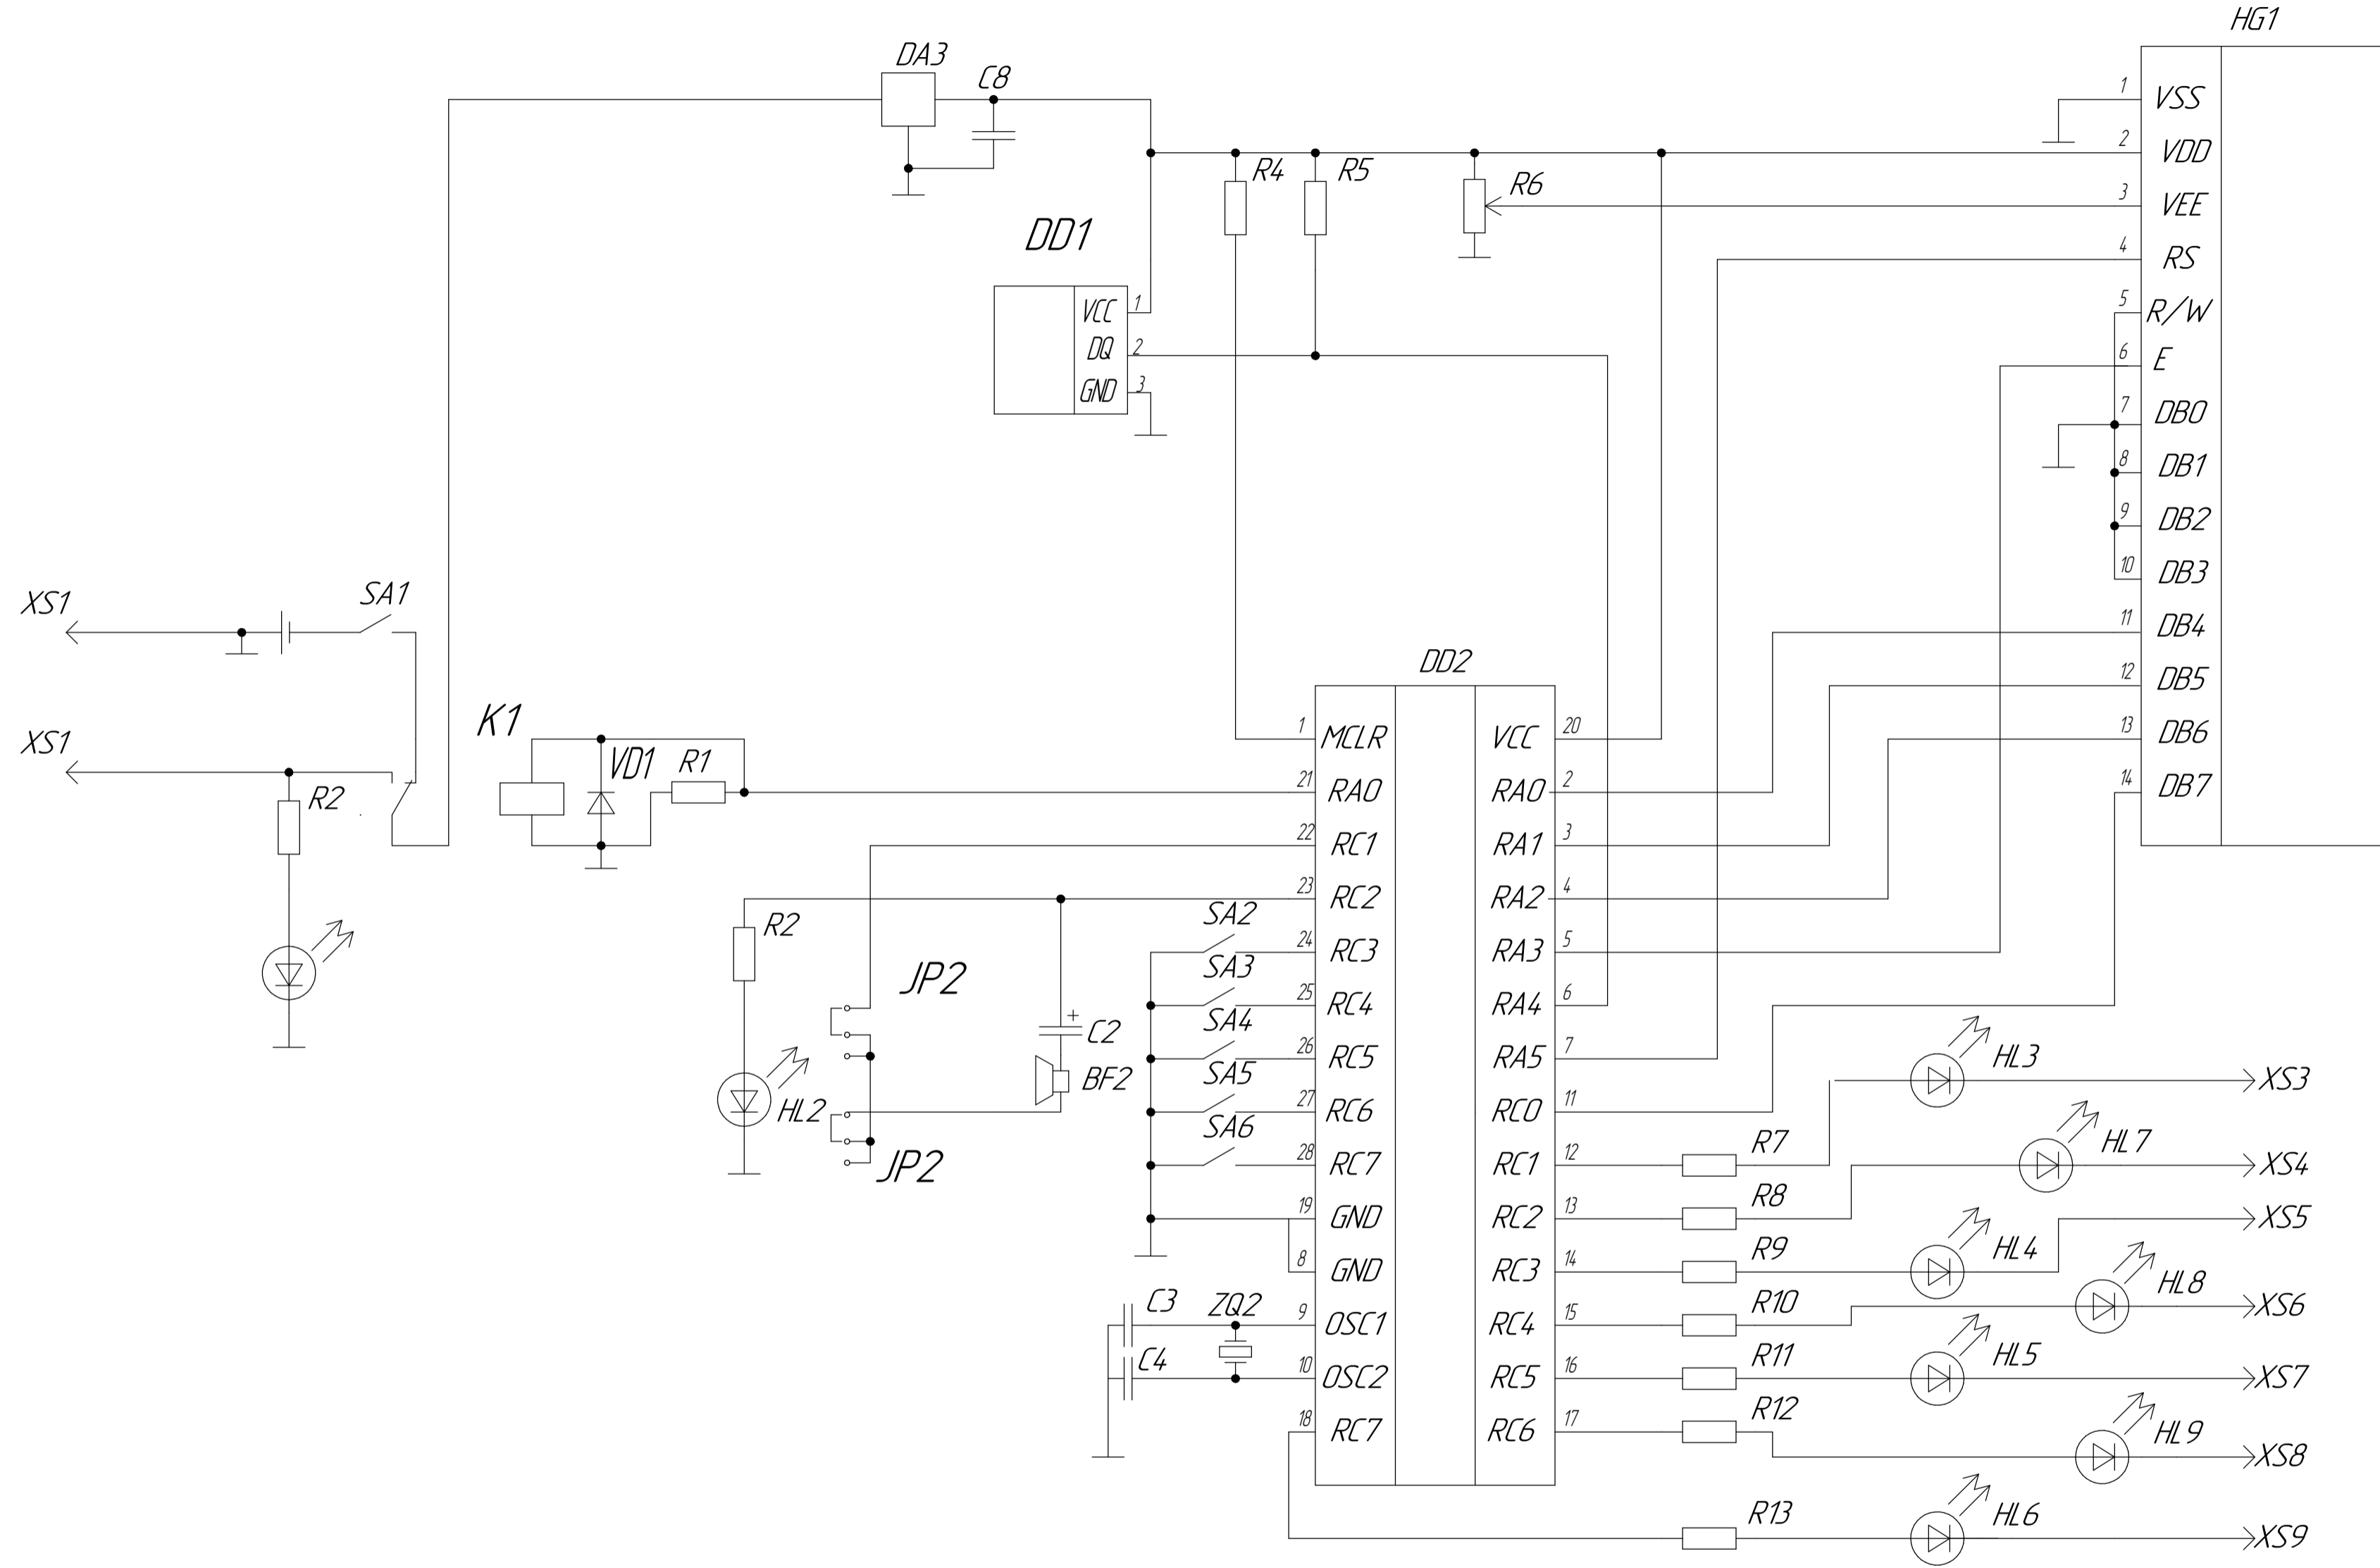 HG1
DA3
C8
1 VSS
2 VDD
3 VEE
4 RS
5 R/W
6 E
7 DB0
8 DB1
9 DB2
10 DB3
11 DB4
12 DB5
13 DB6
14 DB7
R4
R5
R6
DD1
VCC 1
DQ 2
GND 3
XS1
SA1
XS1
R2
K1
VD1
R1
R2
HL2
JP2
JP2
+
C2
BF2
SA2
SA3
SA4
SA5
SA6
C3
C4
ZQ2
DD2
1 MCLR VCC 20
21 RA0 RA0 2
22 RC1 RA1 3
23 RC2 RA2 4
24 RC3 RA3 5
25 RC4 RA4 6
26 RC5 RA5 7
27 RC6 RC0 11
28 RC7 RC1 12
19 GND RC2 13
8 GND RC3 14
9 OSC1 RC4 15
10 OSC2 RC5 16
18 RC7 RC6 17
HL3 XS3
R7 HL7 XS4
R8 XS5
R9 HL4
R10 HL8 XS6
R11 HL5 XS7
R12 HL9 XS8
R13 HL6 XS9